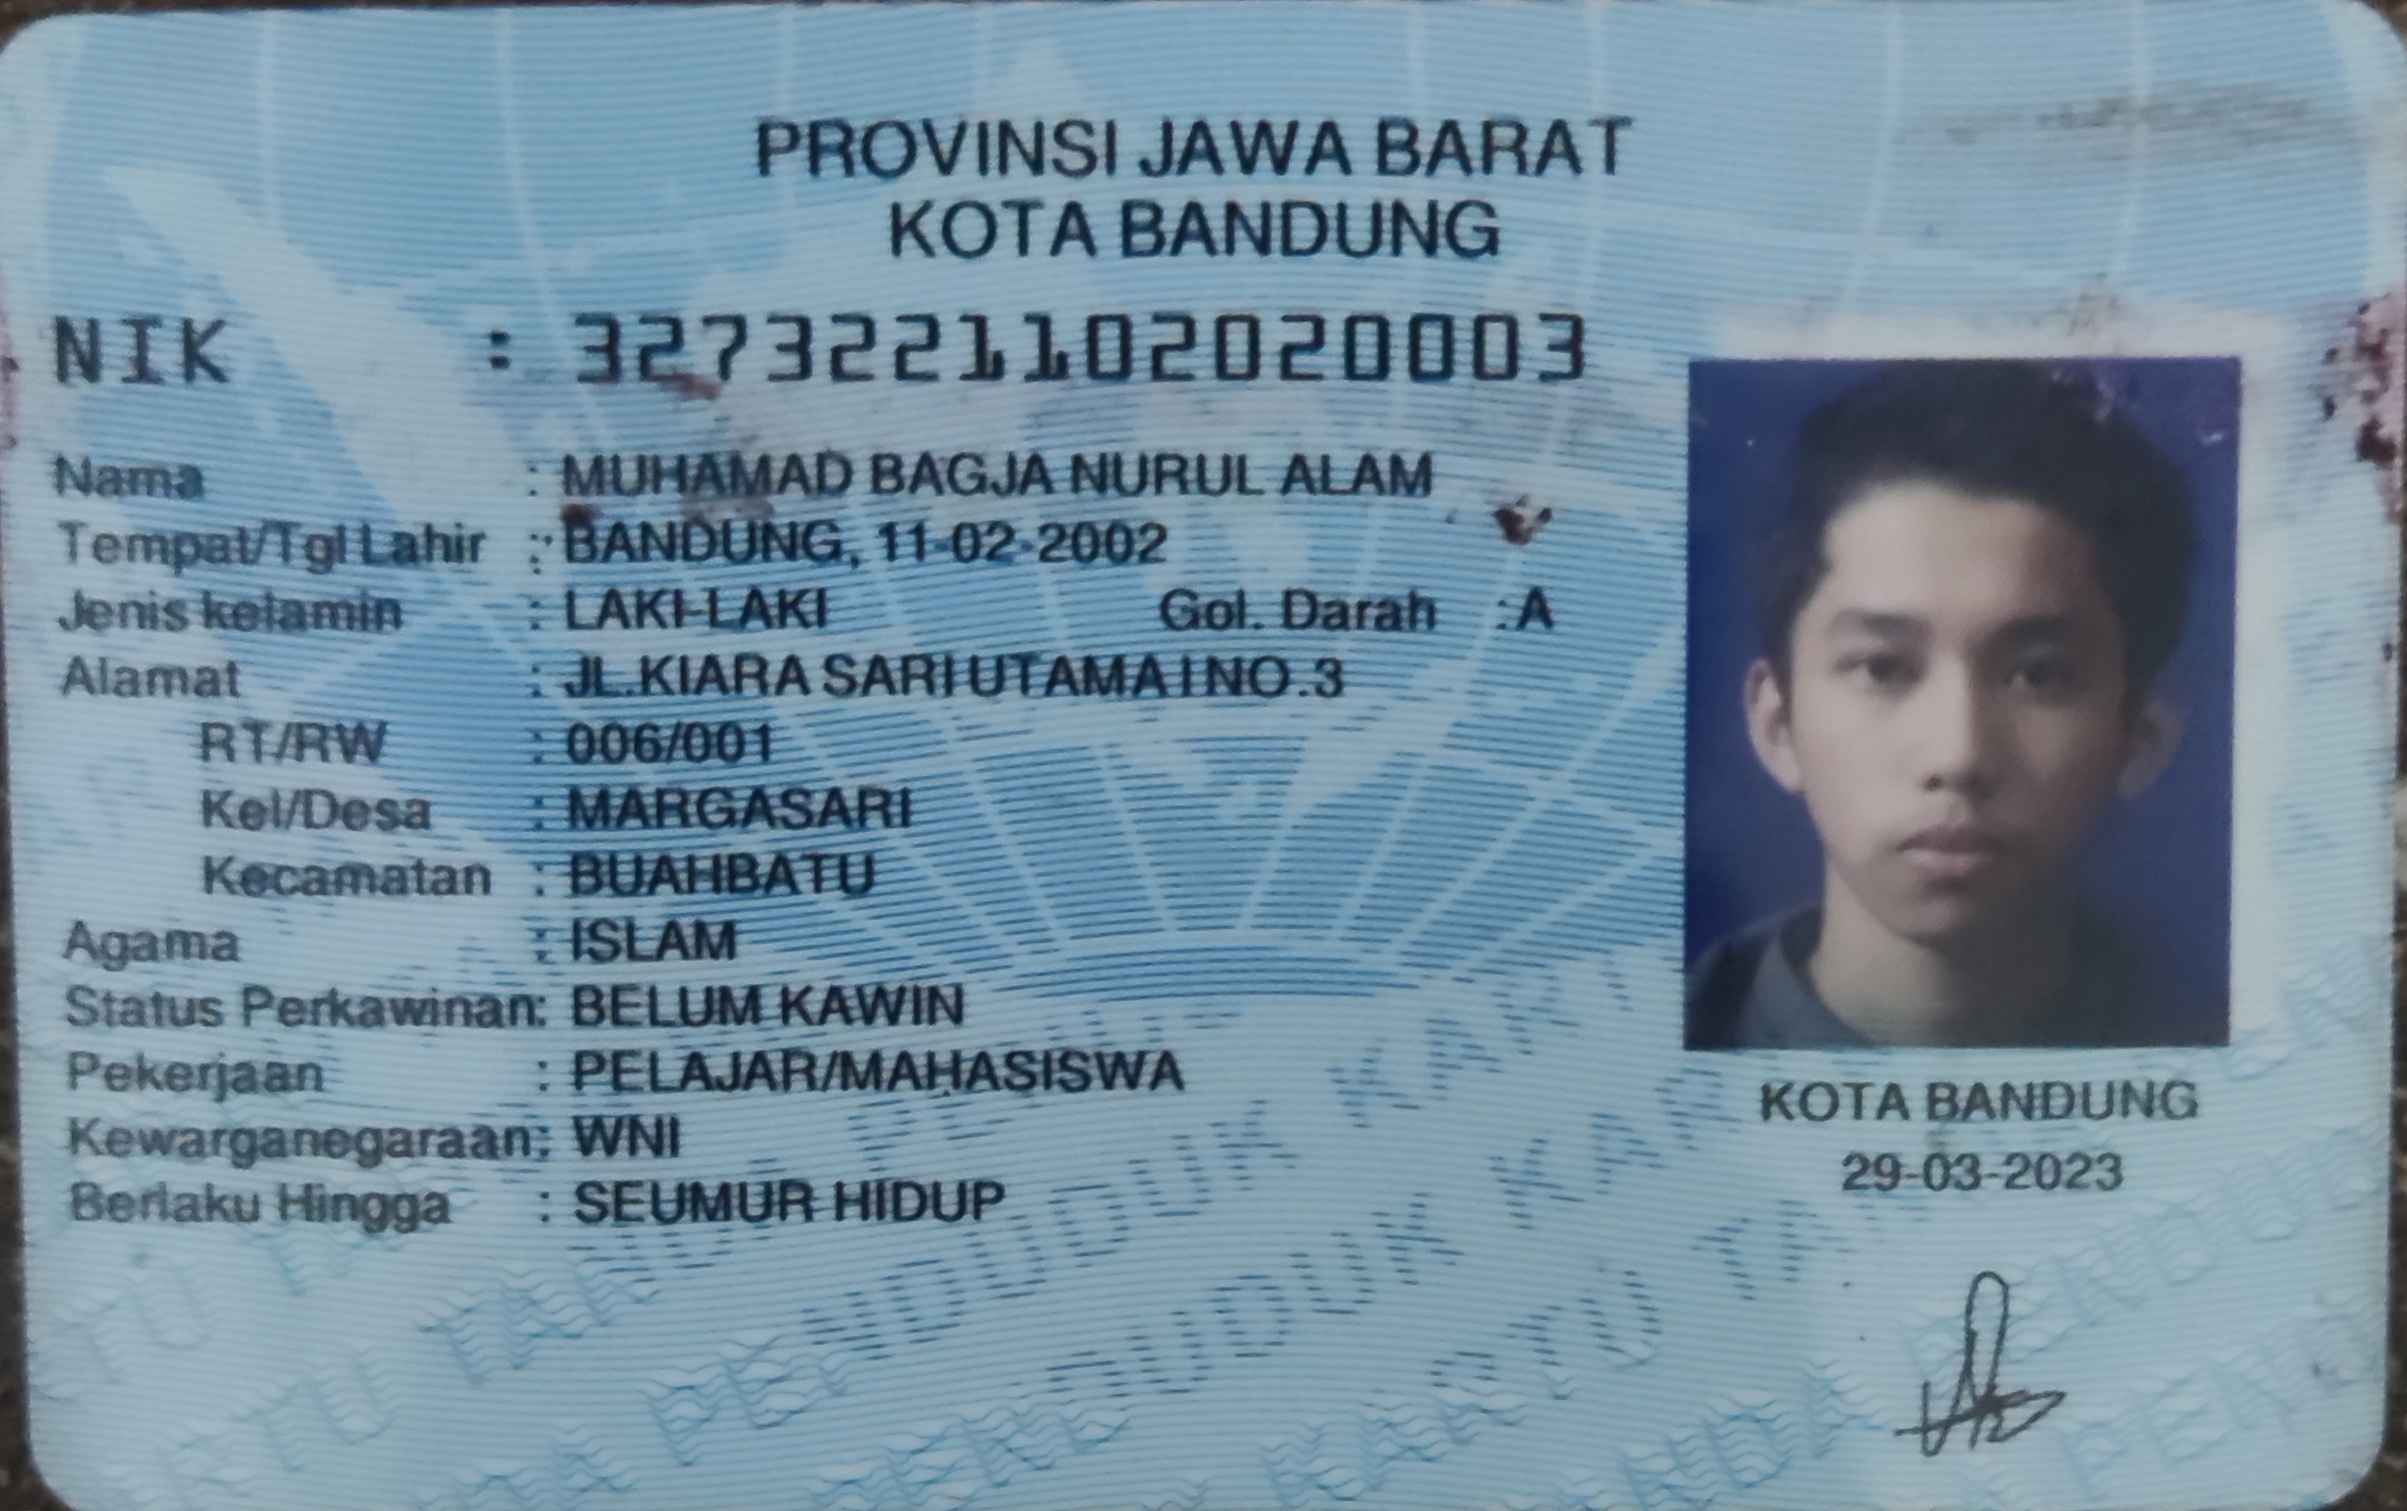 PROVINSI JAWA BARAT
KOTA BANDUNG
NIK : 3273221102020003
Nama : MUHAMAD BAGJA NURUL ALAM
Tempat/Tgl Lahir : BANDUNG, 11-02-2002
Jenis kelamin : LAKI-LAKI Gol. Darah : A
Alamat : JL.KIARA SARI UTAMA I NO.3
RT/RW : 006/001
Kel/Desa : MARGASARI
Kecamatan : BUAHBATU
Agama : ISLAM
Status Perkawinan: BELUM KAWIN
Pekerjaan : PELAJAR/MAHASISWA
Kewarganegaraan: WNI
Berlaku Hingga : SEUMUR HIDUP
KOTA BANDUNG
29-03-2023